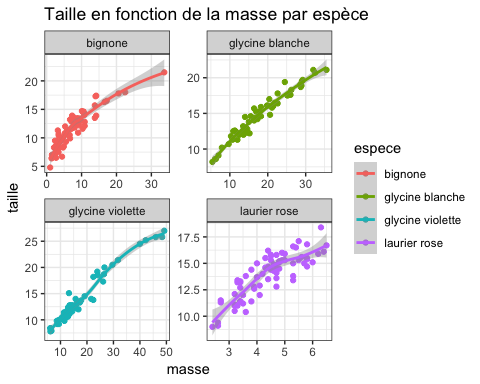 Taille en fonction de la masse par espèce
bignone
glycine blanche
20
15
10
5
0 10 20 30
20
15
10
10 20 30
glycine violette
laurier rose
25
20
15
10
10 20 30 40 50
17.5
15.0
12.5
10.0
3 4 5 6
taille
masse
espece
bignone
glycine blanche
glycine violette
laurier rose